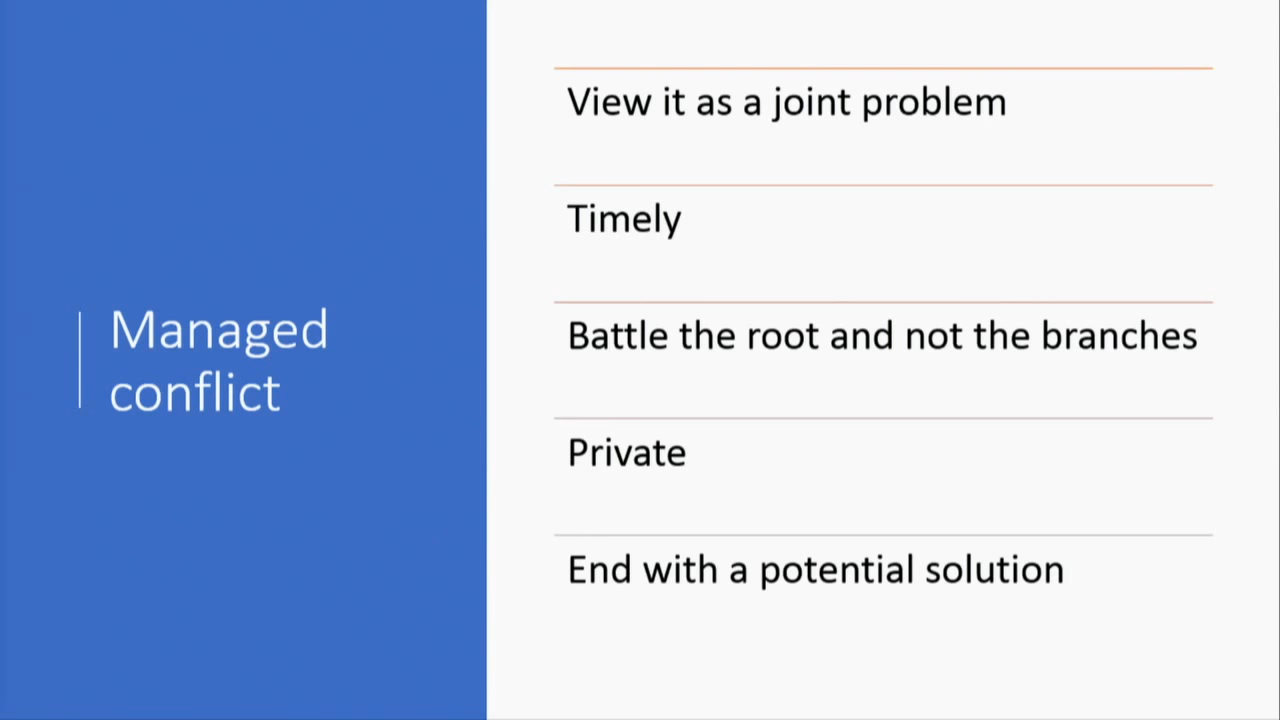 Managed
conflict
View it as a joint problem
Timely
Battle the root and not the branches
Private
End with a potential solution